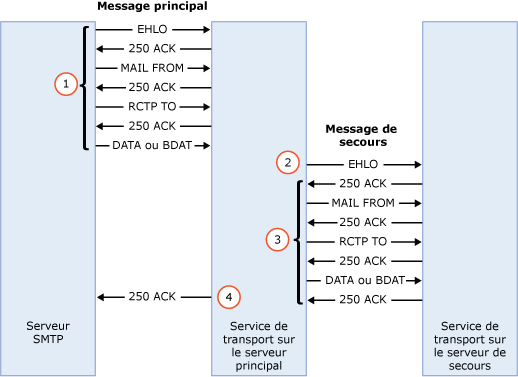 Message principal
EHLO
250 ACK
MAIL FROM
250 ACK
RCTP TO
250 ACK
DATA ou BDAT
1
Message de
secours
2
EHLO
250 ACK
MAIL FROM
250 ACK
RCTP TO
250 ACK
DATA ou BDAT
250 ACK
3
250 ACK
4
Serveur
SMTP
Service de
transport sur
le serveur
principal
Service de
transport sur
le serveur de
secours